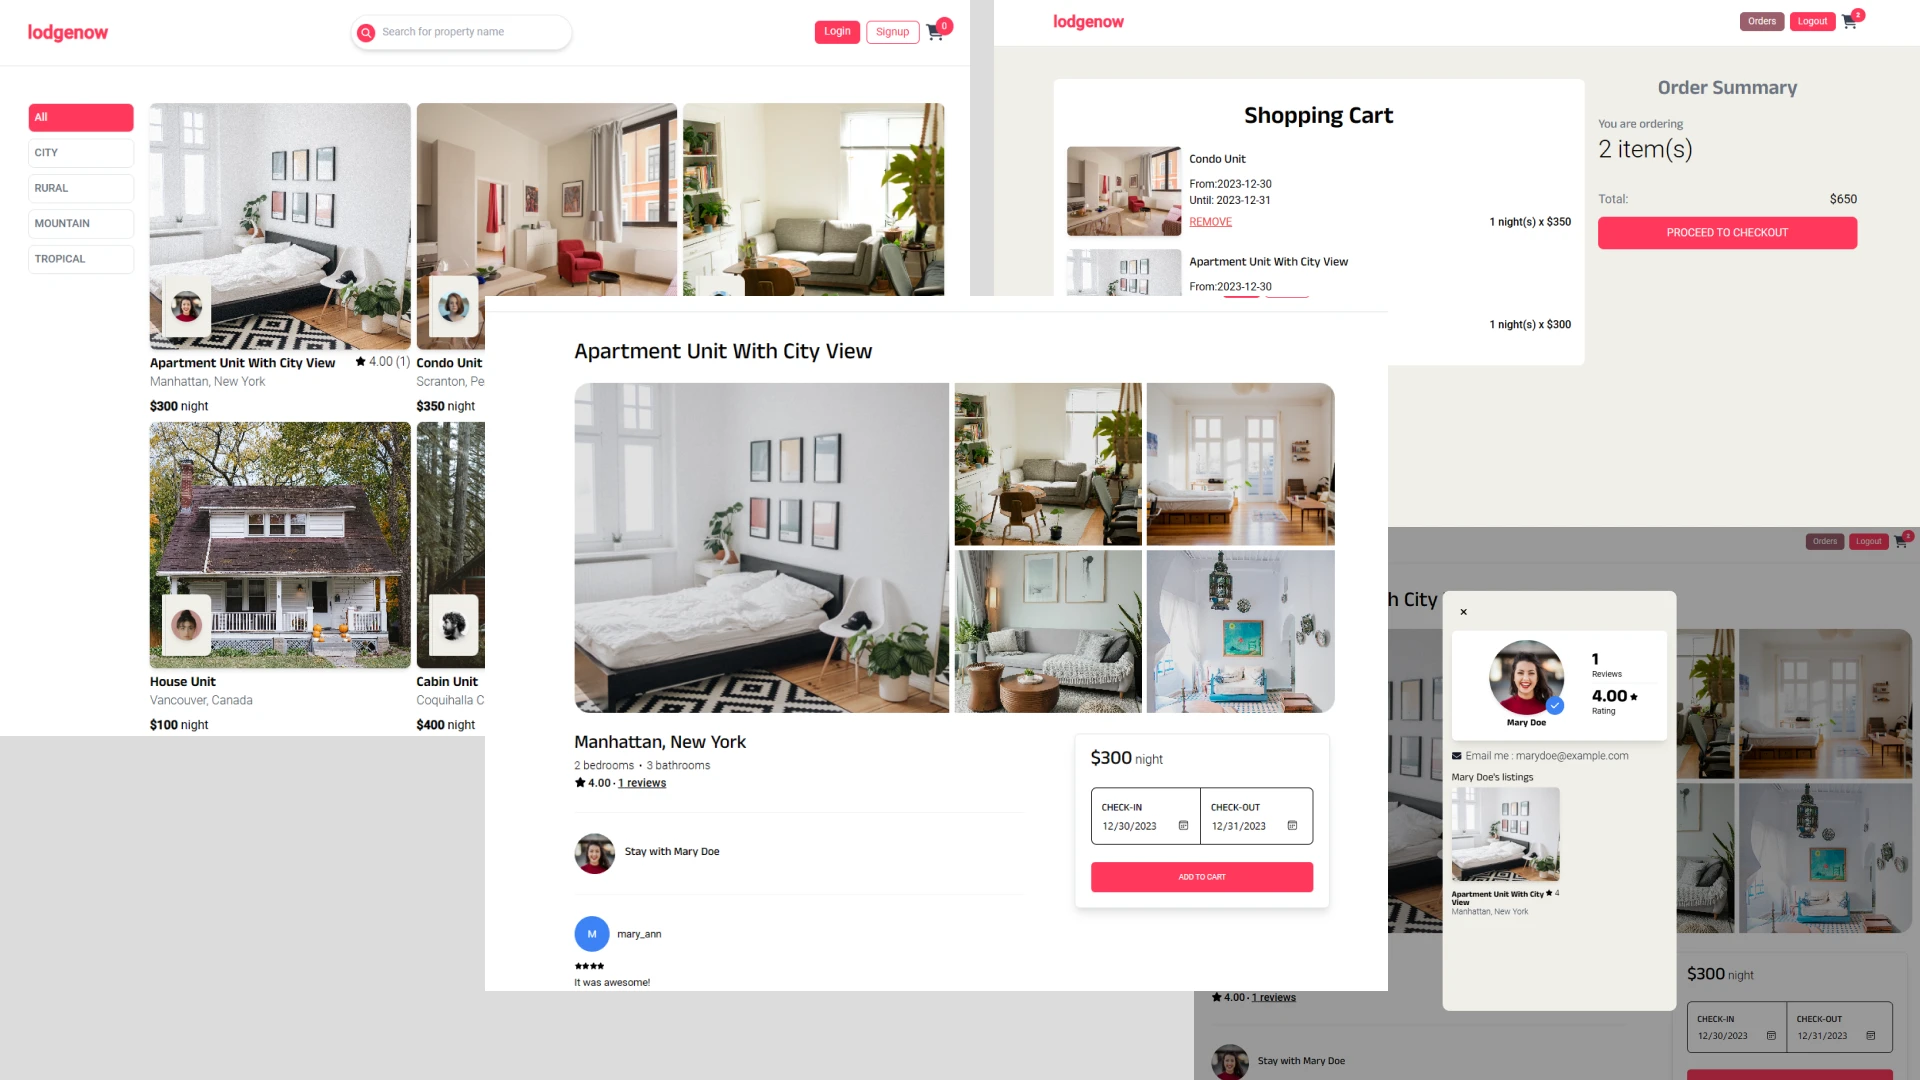 lodgenow
Search for property name
Login
Signup
0
All
CITY
RURAL
MOUNTAIN
TROPICAL
Apartment Unit With City View
4.00 (1)
Manhattan, New York
$300 night
Condo Unit
Scranton, Pe
$350 night
House Unit
Vancouver, Canada
$100 night
Cabin Unit
Coquihalla C
$400 night
lodgenow
Orders
Logout
2
Shopping Cart
Condo Unit
From:2023-12-30
Until: 2023-12-31
REMOVE
1 night(s) x $350
Apartment Unit With City View
From:2023-12-30
1 night(s) x $300
Order Summary
You are ordering
2 item(s)
Total:
$650
PROCEED TO CHECKOUT
Apartment Unit With City View
Manhattan, New York
2 bedrooms • 3 bathrooms
4.00 · 1 reviews
Stay with Mary Doe
M
mary_ann
It was awesome!
$300 night
CHECK-IN
12/30/2023
CHECK-OUT
12/31/2023
ADD TO CART
Orders
Logout
2
h City
×
Mary Doe
1
Reviews
4.00
Rating
Email me : marydoe@example.com
Mary Doe's listings
Apartment Unit With City View
4
Manhattan, New York
4.00 · 1 reviews
Stay with Mary Doe
$300 night
CHECK-IN
12/30/2023
CHECK-OUT
12/31/2023